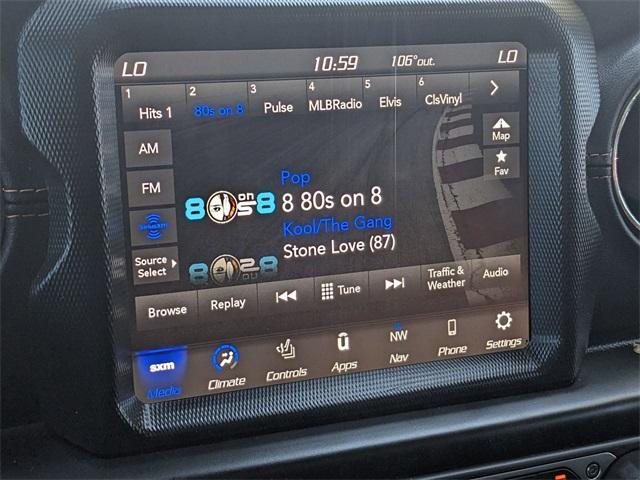 LO 10:59 106°out. LO
1 2 3 4 5 6
Hits 1 80s on 8 Pulse MLBRadio Elvis ClsVinyl
AM
Map
FM
Fav
Pop
8 on 8 8 80s on 8
siriusxm
Kool/The Gang
Stone Love (87)
Source
Select
Browse Replay Tune Traffic &
Weather Audio
sxm û NW
Media Climate Controls Apps Nav Phone Settings